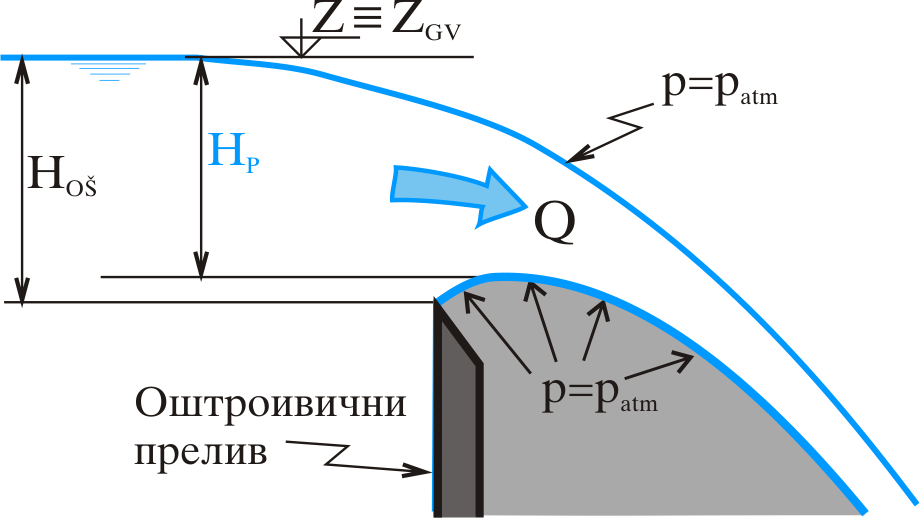 Z ≡ Z_GV
p=p_atm
H_P
H_OŠ
Q
p=p_atm
Оштроивични
прелив